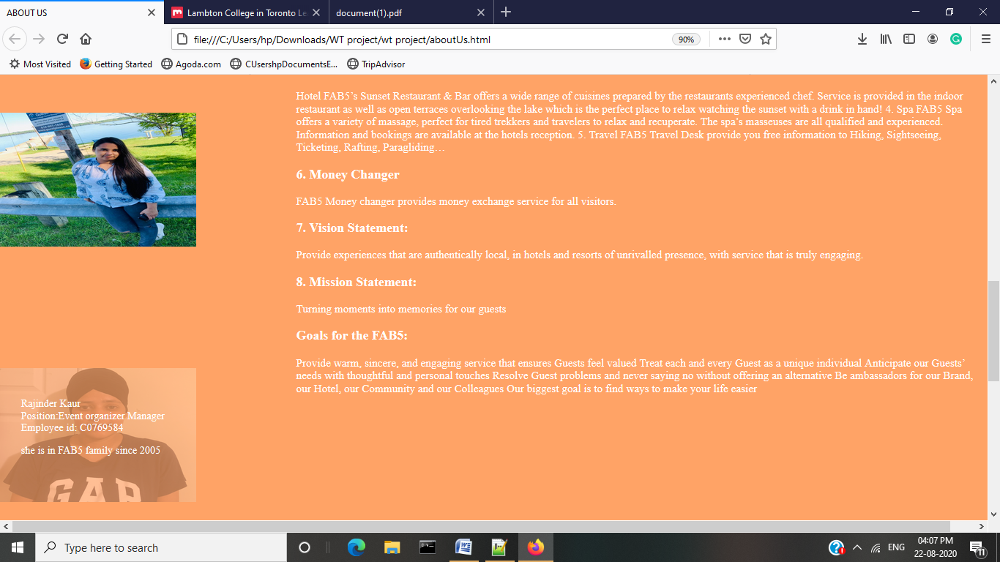 ABOUT US
Lambton College in Toronto Le
document(1).pdf
file:///C:/Users/hp/Downloads/WT project/wt project/aboutUs.html
90%
Most Visited
Getting Started
Agoda.com
CUsershpDocumentsE...
TripAdvisor
Hotel FAB5’s Sunset Restaurant & Bar offers a wide range of cuisines prepared by the restaurants experienced chef. Service is provided in the indoor
restaurant as well as open terraces overlooking the lake which is the perfect place to relax watching the sunset with a drink in hand! 4. Spa FAB5 Spa
offers a variety of massage, perfect for tired trekkers and travelers to relax and recuperate. The spa’s masseuses are all qualified and experienced.
Information and bookings are available at the hotels reception. 5. Travel FAB5 Travel Desk provide you free information to Hiking, Sightseeing,
Ticketing, Rafting, Paragliding…
6. Money Changer
FAB5 Money changer provides money exchange service for all visitors.
7. Vision Statement:
Provide experiences that are authentically local, in hotels and resorts of unrivalled presence, with service that is truly engaging.
8. Mission Statement:
Turning moments into memories for our guests
Goals for the FAB5:
Provide warm, sincere, and engaging service that ensures Guests feel valued Treat each and every Guest as a unique individual Anticipate our Guests’
needs with thoughtful and personal touches Resolve Guest problems and never saying no without offering an alternative Be ambassadors for our Brand,
our Hotel, our Community and our Colleagues Our biggest goal is to find ways to make your life easier
Rajinder Kaur
Position:Event organizer Manager
Employee id: C0769584
she is in FAB5 family since 2005
GAP
Type here to search
ENG
04:07 PM
22-08-2020
11